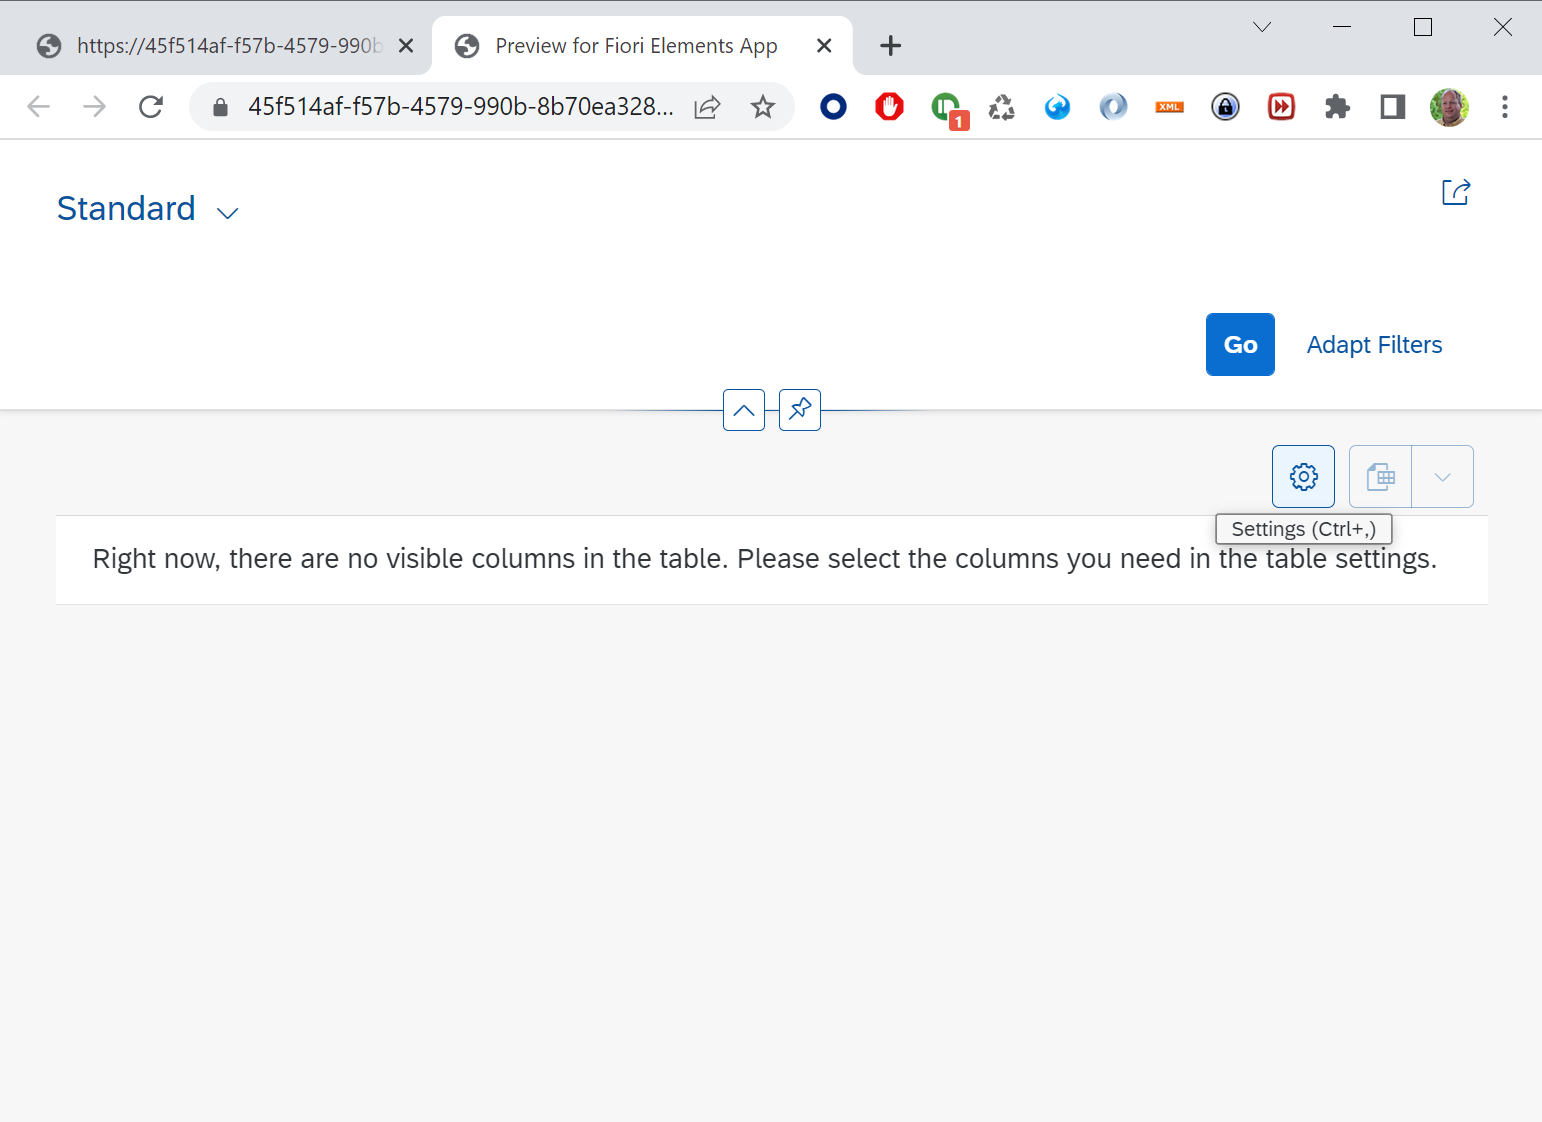 https://45f514af-f57b-4579-990b
Preview for Fiori Elements App
45f514af-f57b-4579-990b-8b70ea328...
1
XML
Standard
Go
Adapt Filters
Settings (Ctrl+,)
Right now, there are no visible columns in the table. Please select the columns you need in the table settings.